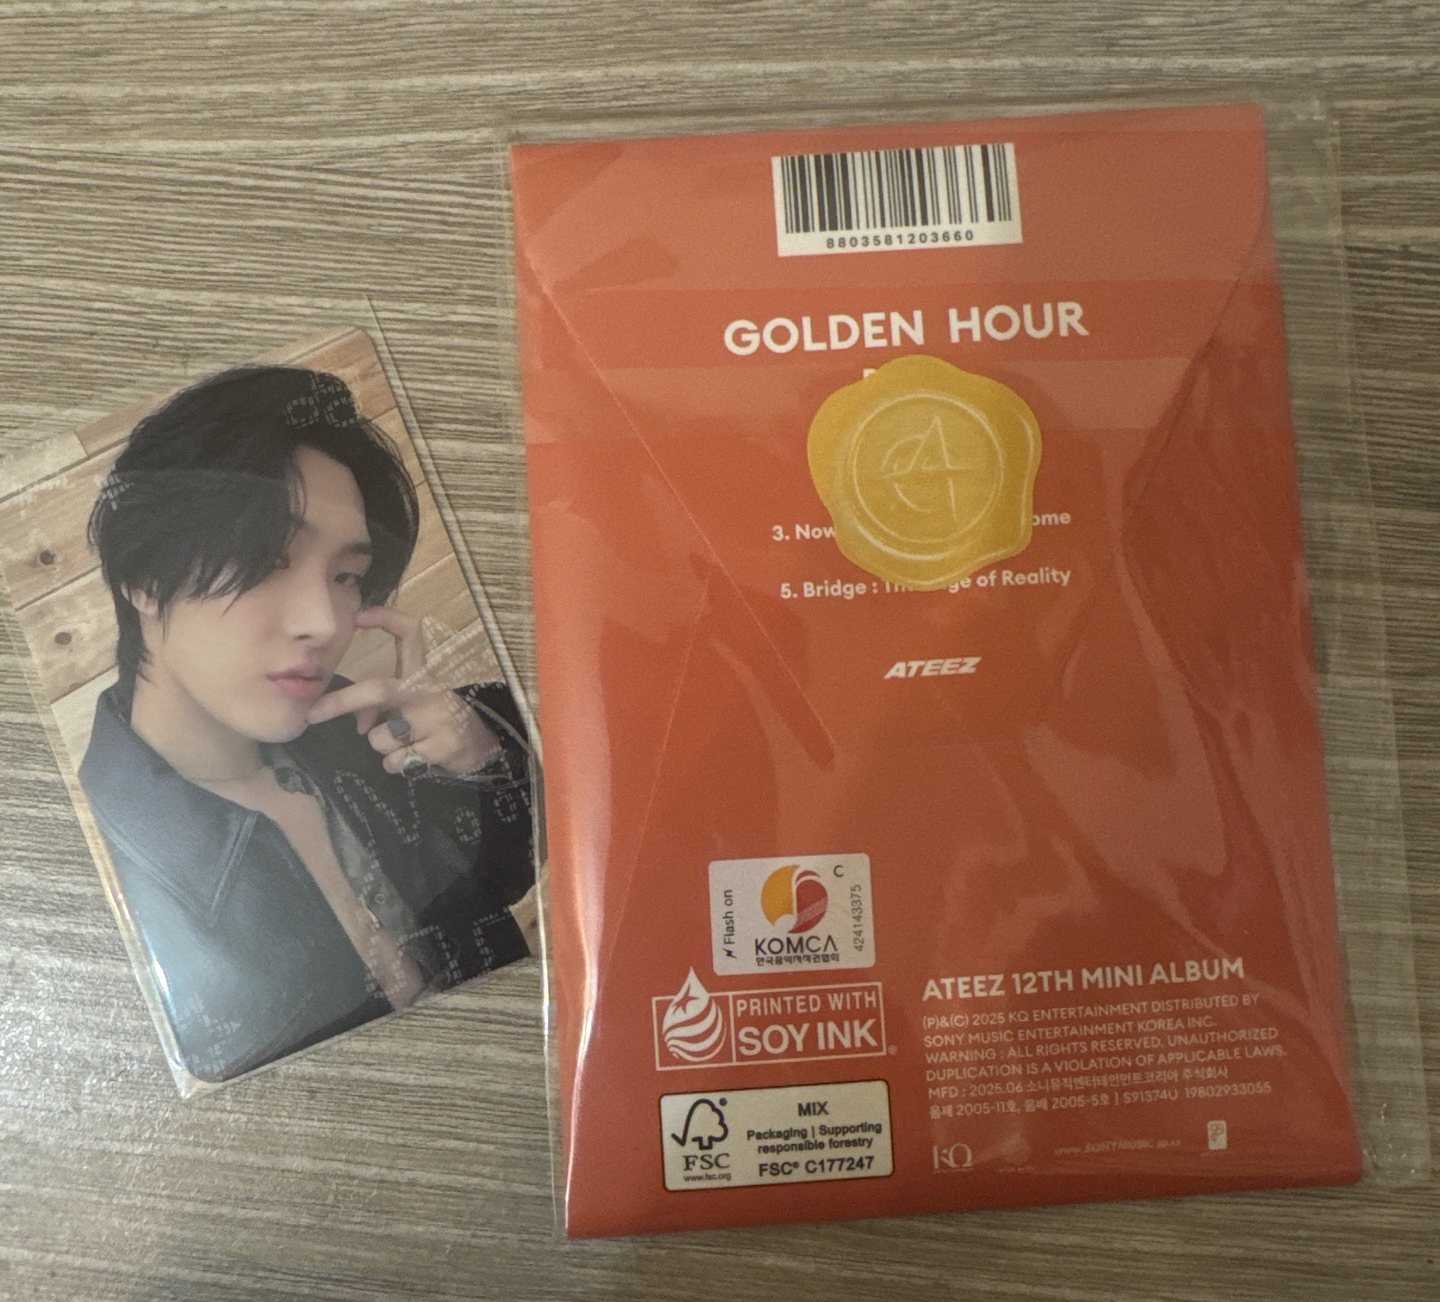 8803581203660
GOLDEN HOUR
3. Now ome
5. Bridge : The ge of Reality
ATEEZ
Flash on
C
424143375
KOMCA
한국음악저작권협회
PRINTED WITH
SOY INK
MIX
Packaging | Supporting
responsible forestry
FSC® C177247
FSC
www.fsc.org
ATEEZ 12TH MINI ALBUM
(P)&(C) 2025 KQ ENTERTAINMENT DISTRIBUTED BY
SONY MUSIC ENTERTAINMENT KOREA INC.
WARNING : ALL RIGHTS RESERVED. UNAUTHORIZED
DUPLICATION IS A VIOLATION OF APPLICABLE LAWS.
MFD : 2025.06 소니뮤직엔터테인먼트코리아 주식회사
음제 2005-11호, 음배 2005-5호 | S91374U 19802933055
KQ
www.SONYMUSIC.co.kr